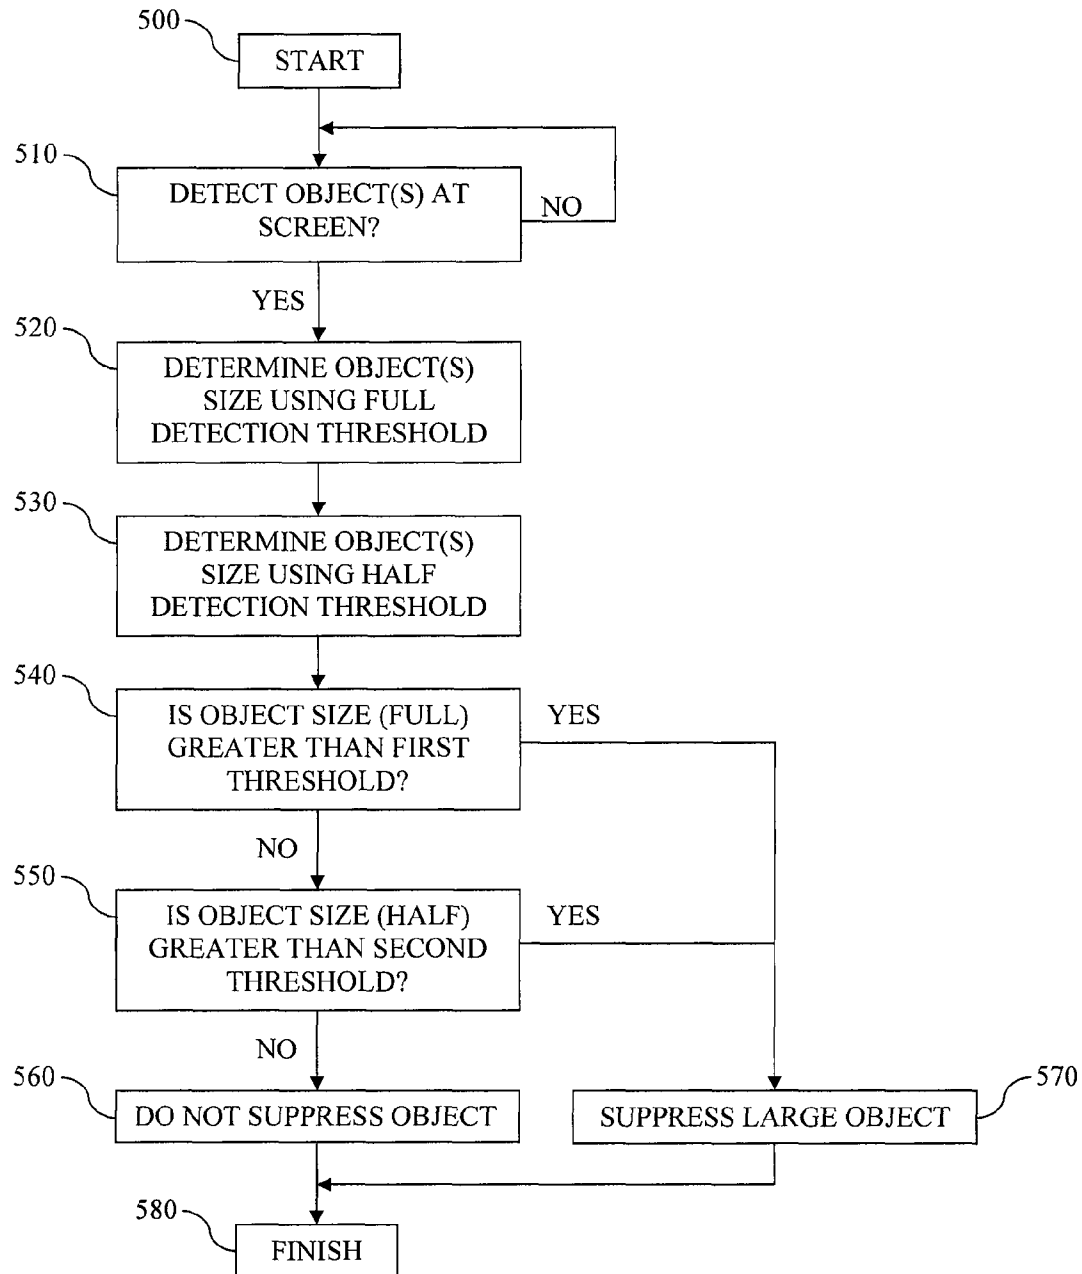 500
START
510
DETECT OBJECT(S) AT
SCREEN?
NO
YES
520
DETERMINE OBJECT(S)
SIZE USING FULL
DETECTION THRESHOLD
530
DETERMINE OBJECT(S)
SIZE USING HALF
DETECTION THRESHOLD
540
IS OBJECT SIZE (FULL)
GREATER THAN FIRST
THRESHOLD?
YES
NO
550
IS OBJECT SIZE (HALF)
GREATER THAN SECOND
THRESHOLD?
YES
NO
560
DO NOT SUPPRESS OBJECT
570
SUPPRESS LARGE OBJECT
580
FINISH